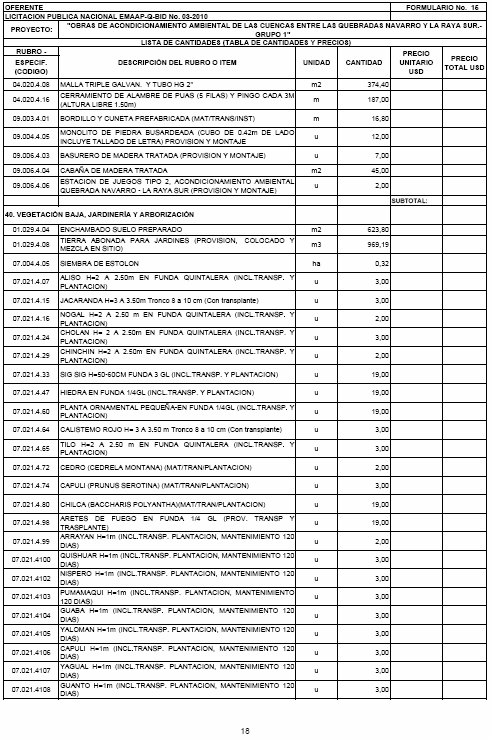 OFERENTE FORMULARIO No. 16
LICITACION PUBLICA NACIONAL EMAAP-Q-BID No. 03-2010
PROYECTO: "OBRAS DE ACONDICIONAMIENTO AMBIENTAL DE LAS CUENCAS ENTRE LAS QUEBRADAS NAVARRO Y LA RAYA SUR.-
GRUPO 1"
LISTA DE CANTIDADES (TABLA DE CANTIDADES Y PRECIOS)
RUBRO - ESPECIF. (CODIGO) DESCRIPCIÓN DEL RUBRO O ITEM UNIDAD CANTIDAD PRECIO UNITARIO USD PRECIO TOTAL USD
04.020.4.08 MALLA TRIPLE GALVAN. Y TUBO HG 2" m2 374,40
04.020.4.16 CERRAMIENTO DE ALAMBRE DE PUAS (5 FILAS) Y PINGO CADA 3M
(ALTURA LIBRE 1.50m) m 187,00
09.003.4.01 BORDILLO Y CUNETA PREFABRICADA (MAT/TRANS/INST) m 16,80
09.004.4.05 MONOLITO DE PIEDRA BUSARDEADA (CUBO DE 0.42m DE LADO
INCLUYE TALLADO DE LETRA) PROVISION Y MONTAJE u 12,00
09.006.4.03 BASURERO DE MADERA TRATADA (PROVISION Y MONTAJE) u 7,00
09.006.4.04 CABAÑA DE MADERA TRATADA m2 45,00
09.006.4.06 ESTACION DE JUEGOS TIPO 2, ACONDICIONAMIENTO AMBIENTAL
QUEBRADA NAVARRO - LA RAYA SUR (PROVISION Y MONTAJE) u 2,00
SUBTOTAL:
40. VEGETACIÓN BAJA, JARDINERÍA Y ARBORIZACIÓN
01.029.4.04 ENCHAMBADO SUELO PREPARADO m2 623,80
01.029.4.08 TIERRA ABONADA PARA JARDINES (PROVISION, COLOCADO Y
MEZCLA EN SITIO) m3 969,19
07.004.4.05 SIEMBRA DE ESTOLON ha 0,32
07.021.4.07 ALISO H=2 A 2.50m EN FUNDA QUINTALERA (INCL.TRANSP. Y
PLANTACION) u 3,00
07.021.4.15 JACARANDA H=3 A 3.50m Tronco 8 a 10 cm (Con transplante) u 3,00
07.021.4.16 NOGAL H=2 A 2.50 m EN FUNDA QUINTALERA (INCL.TRANSP. Y
PLANTACION) u 2,00
07.021.4.24 CHOLAN H= 2 A 2.50m EN FUNDA QUINTALERA (INCL.TRANSP. Y
PLANTACION) u 3,00
07.021.4.29 CHINCHIN H=2 A 2.50m EN FUNDA QUINTALERA (INCL.TRANSP. Y
PLANTACION) u 2,00
07.021.4.33 SIG SIG H=50-60CM FUNDA 3 GL (INCL.TRANSP. Y PLANTACION) u 19,00
07.021.4.47 HIEDRA EN FUNDA 1/4GL (INCL.TRANSP. Y PLANTACION) u 19,00
07.021.4.60 PLANTA ORNAMENTAL PEQUEÑA-EN FUNDA 1/4GL (INCL.TRANSP. Y
PLANTACION) u 19,00
07.021.4.64 CALISTEMO ROJO H= 3 A 3.50 m Tronco 8 a 10 cm (Con transplante) u 3,00
07.021.4.65 TILO H=2 A 2.50 m EN FUNDA QUINTALERA (INCL.TRANSP. Y
PLANTACION) u 3,00
07.021.4.72 CEDRO (CEDRELA MONTANA) (MAT/TRAN/PLANTACION) u 2,00
07.021.4.74 CAPULI (PRUNUS SEROTINA) (MAT/TRAN/PLANTACION) u 3,00
07.021.4.80 CHILCA (BACCHARIS POLYANTHA)(MAT/TRAN/PLANTACION) u 19,00
07.021.4.98 ARETES DE FUEGO EN FUNDA 1/4 GL (PROV. TRANSP Y
TRASPLANTE) u 19,00
07.021.4.99 ARRAYAN H=1m (INCL.TRANSP. PLANTACION, MANTENIMIENTO 120
DIAS) u 2,00
07.021.4100 QUISHUAR H=1m (INCL.TRANSP. PLANTACION, MANTENIMIENTO 120
DIAS) u 3,00
07.021.4102 NISPERO H=1m (INCL.TRANSP. PLANTACION, MANTENIMIENTO 120
DIAS) u 3,00
07.021.4103 PUMAMAQUI H=1m (INCL.TRANSP. PLANTACION, MANTENIMIENTO
120 DIAS) u 3,00
07.021.4104 GUABA H=1m (INCL.TRANSP. PLANTACION, MANTENIMIENTO 120
DIAS) u 3,00
07.021.4105 YALOMAN H=1m (INCL.TRANSP. PLANTACION, MANTENIMIENTO 120
DIAS) u 3,00
07.021.4106 CAPULI H=1m (INCL.TRANSP. PLANTACION, MANTENIMIENTO 120
DIAS) u 3,00
07.021.4107 YAGUAL H=1m (INCL.TRANSP. PLANTACION, MANTENIMIENTO 120
DIAS) u 3,00
07.021.4108 GUANTO H=1m (INCL.TRANSP. PLANTACION, MANTENIMIENTO 120
DIAS) u 3,00
18